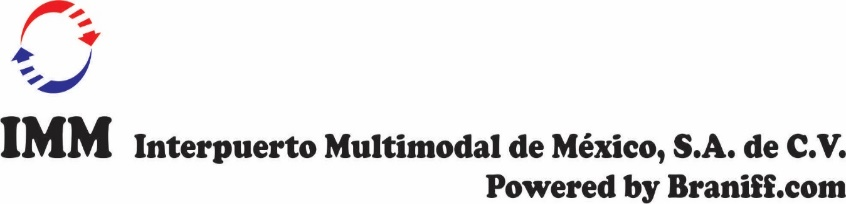 IMM Interpuerto Multimodal de México, S.A. de C.V.
Powered by Braniff.com